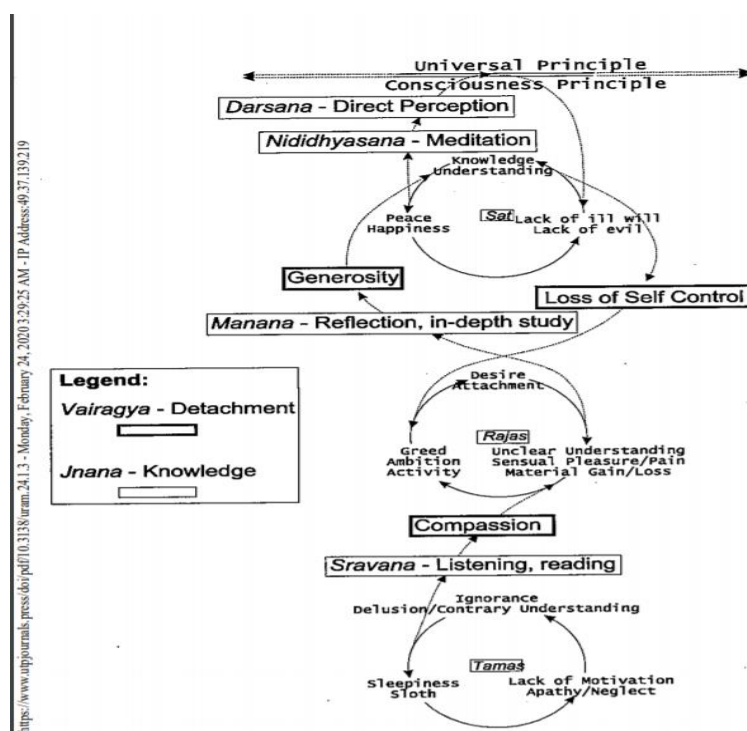 Universal Principle
Consciousness Principle
Darsana - Direct Perception
Nididhyasana - Meditation
Knowledge
Understanding
Peace
Happiness
Sat
Lack of ill will
Lack of evil
Generosity
Loss of Self Control
Manana - Reflection, in-depth study
Legend:
Vairagya - Detachment
Jnana - Knowledge
Desire
Attachment
Greed
Ambition
Activity
Rajas
Unclear Understanding
Sensual Pleasure/Pain
Material Gain/Loss
Compassion
Sravana - Listening, reading
Ignorance
Delusion/Contrary Understanding
Sleepiness
Sloth
Tamas
Lack of Motivation
Apathy/Neglect
https://www.utpjournals.press/doi/pdf/10.3138/uram.24.1.3 - Monday, February 24, 2020 3:29:25 AM - IP Address:49.37.139.219